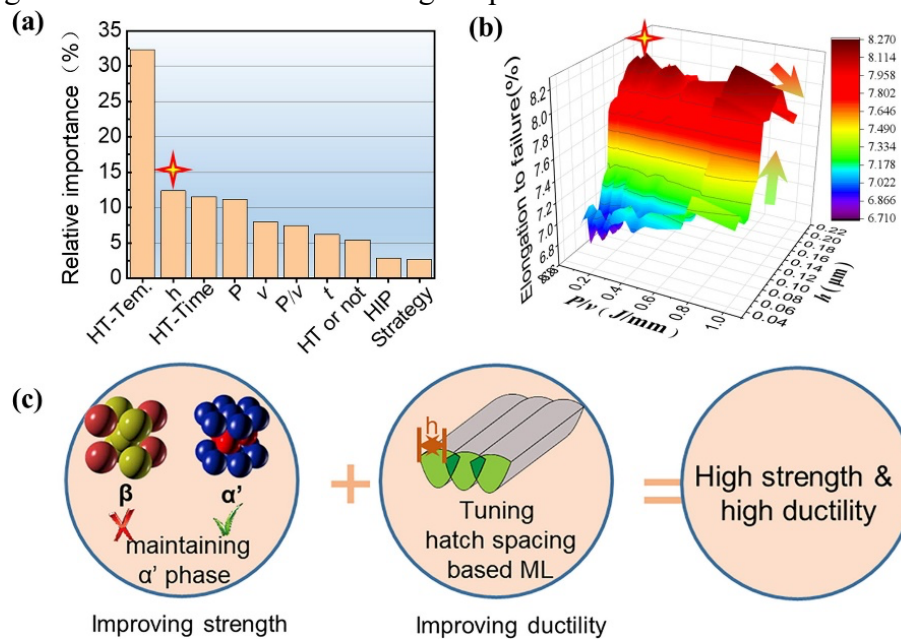 (a)
Relative importance (%)
35
30
25
20
15
10
5
0
HT-Tem.
h
HT-Time
P
v
P/v
t
HT or not
HIP
Strategy
(b)
Elongation to failure(%)
8.2
8.0
7.8
7.6
7.4
7.2
7.0
6.8
0.2
0.4
0.6
0.8
1.0
P/v ( J/mm)
0.22
0.20
0.18
0.16
0.14
0.12
0.10
0.08
0.06
0.04
h ( μm)
8.270
8.114
7.958
7.802
7.646
7.490
7.334
7.178
7.022
6.866
6.710
(c)
β
α’
maintaining
α’ phase
Improving strength
+
h
Tuning
hatch spacing
based ML
Improving ductility
=
High strength &
high ductility